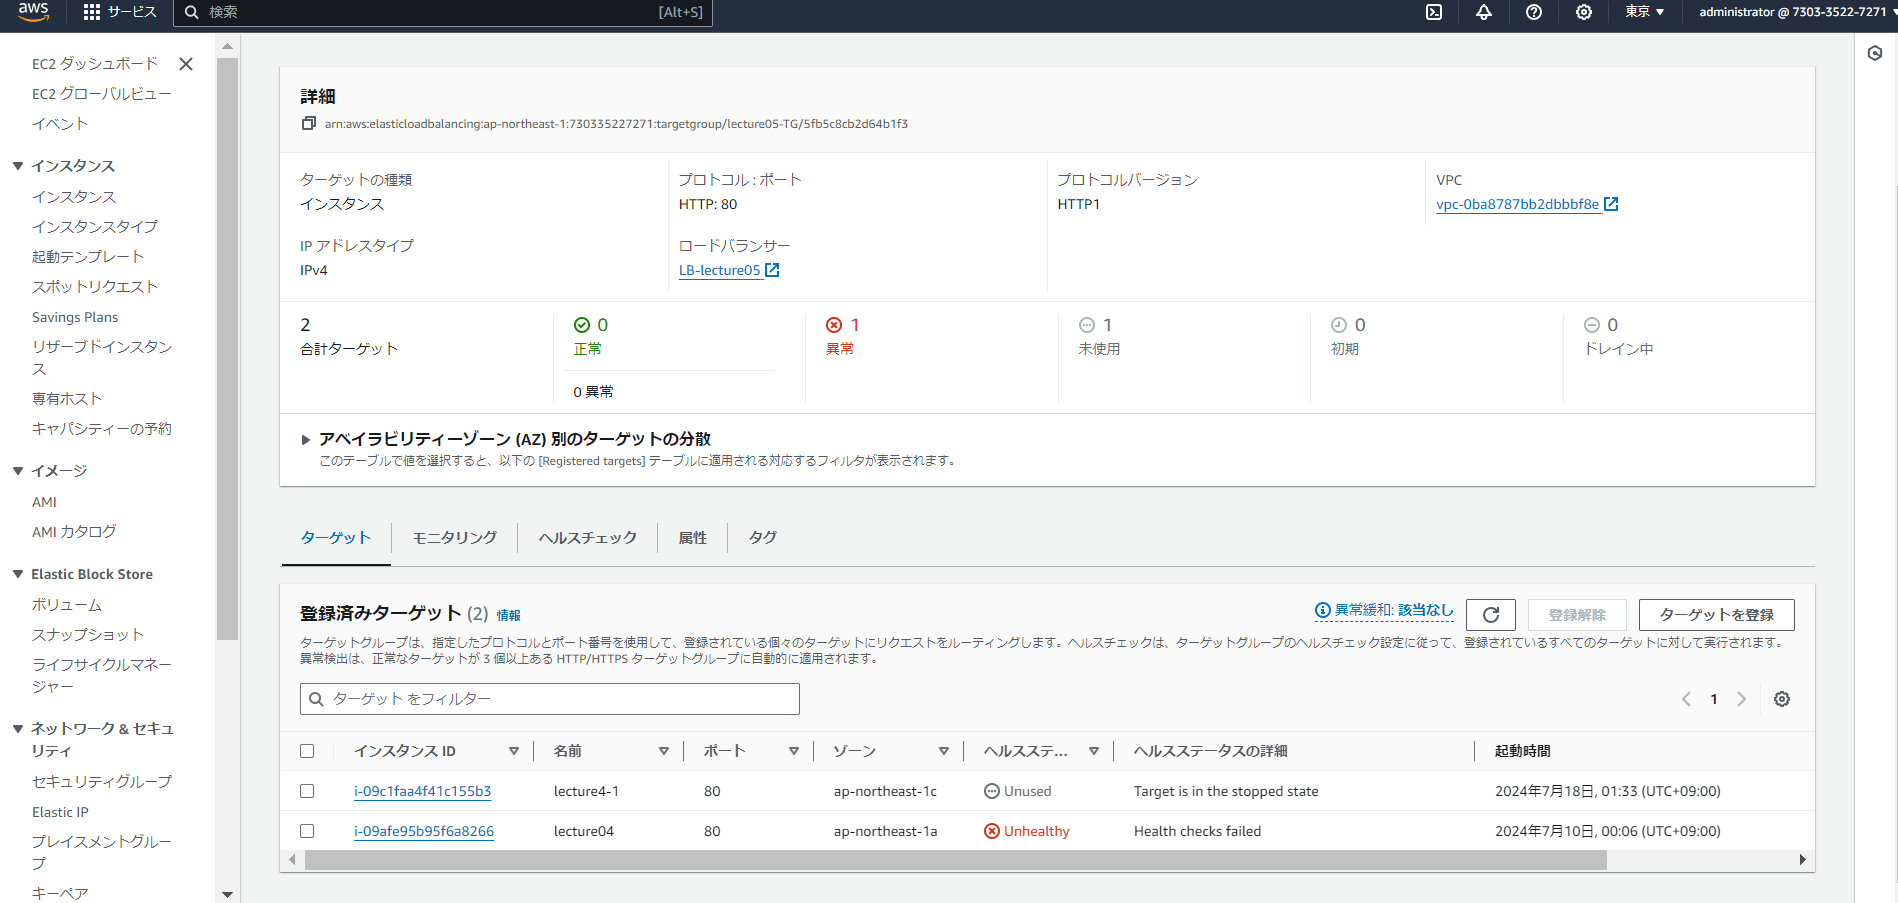 aws
サービス
検索
[Alt+S]
東京
administrator @ 7303-3522-7271
EC2 ダッシュボード
EC2 グローバルビュー
イベント
インスタンス
インスタンス
インスタンスタイプ
起動テンプレート
スポットリクエスト
Savings Plans
リザーブドインスタン
ス
専有ホスト
キャパシティーの予約
イメージ
AMI
AMI カタログ
Elastic Block Store
ボリューム
スナップショット
ライフサイクルマネー
ジャー
ネットワーク & セキュ
リティ
セキュリティグループ
Elastic IP
プレイスメントグルー
プ
キーペア
詳細
arn:aws:elasticloadbalancing:ap-northeast-1:730335227271:targetgroup/lecture05-TG/5fb5c8cb2d64b1f3
ターゲットの種類
インスタンス
プロトコル : ポート
HTTP: 80
プロトコルバージョン
HTTP1
VPC
vpc-0ba8787bb2dbbbf8e
IP アドレスタイプ
IPv4
ロードバランサー
LB-lecture05
2
合計ターゲット
0
正常
0 異常
1
異常
1
未使用
0
初期
0
ドレイン中
アベイラビリティーゾーン (AZ) 別のターゲットの分散
このテーブルで値を選択すると、以下の [Registered targets] テーブルに適用される対応するフィルタが表示されます。
ターゲット
モニタリング
ヘルスチェック
属性
タグ
登録済みターゲット (2) 情報
異常緩和: 該当なし
登録解除
ターゲットを登録
ターゲットグループは、指定したプロトコルとポート番号を使用して、登録されている個々のターゲットにリクエストをルーティングします。ヘルスチェックは、ターゲットグループのヘルスチェック設定に従って、登録されているすべてのターゲットに対して実行されます。
異常検出は、正常なターゲットが 3 個以上ある HTTP/HTTPS ターゲットグループに自動的に適用されます。
ターゲット をフィルター
1
インスタンス ID 名前 ポート ゾーン ヘルスステ... ヘルスステータスの詳細 起動時間
i-09c1faa4f41c155b3 lecture4-1 80 ap-northeast-1c Unused Target is in the stopped state 2024年7月18日, 01:33 (UTC+09:00)
i-09afe95b95f6a8266 lecture04 80 ap-northeast-1a Unhealthy Health checks failed 2024年7月10日, 00:06 (UTC+09:00)